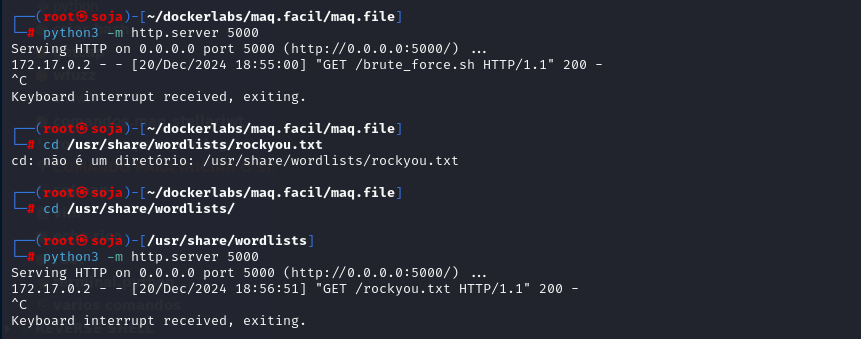 ┌──(root㉿soja)-[~/dockerlabs/maq.facil/maq.file]
└─# python3 -m http.server 5000
Serving HTTP on 0.0.0.0 port 5000 (http://0.0.0.0:5000/) ...
172.17.0.2 - - [20/Dec/2024 18:55:00] "GET /brute_force.sh HTTP/1.1" 200 -
^C
Keyboard interrupt received, exiting.
┌──(root㉿soja)-[~/dockerlabs/maq.facil/maq.file]
└─# cd /usr/share/wordlists/rockyou.txt
cd: não é um diretório: /usr/share/wordlists/rockyou.txt
┌──(root㉿soja)-[~/dockerlabs/maq.facil/maq.file]
└─# cd /usr/share/wordlists/
┌──(root㉿soja)-[/usr/share/wordlists]
└─# python3 -m http.server 5000
Serving HTTP on 0.0.0.0 port 5000 (http://0.0.0.0:5000/) ...
172.17.0.2 - - [20/Dec/2024 18:56:51] "GET /rockyou.txt HTTP/1.1" 200 -
^C
varios comandos
Keyboard interrupt received, exiting.